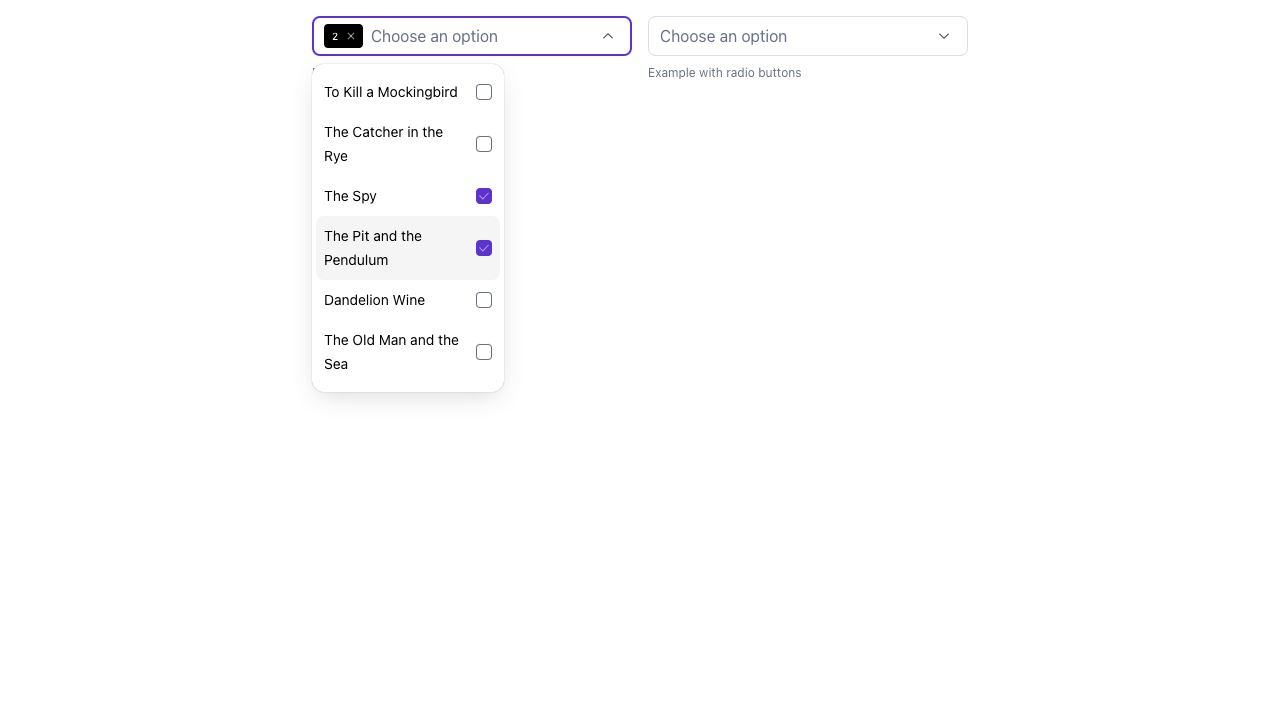 2 Choose an option
Choose an option
Example with radio buttons
To Kill a Mockingbird
The Catcher in the
Rye
The Spy
The Pit and the
Pendulum
Dandelion Wine
The Old Man and the
Sea